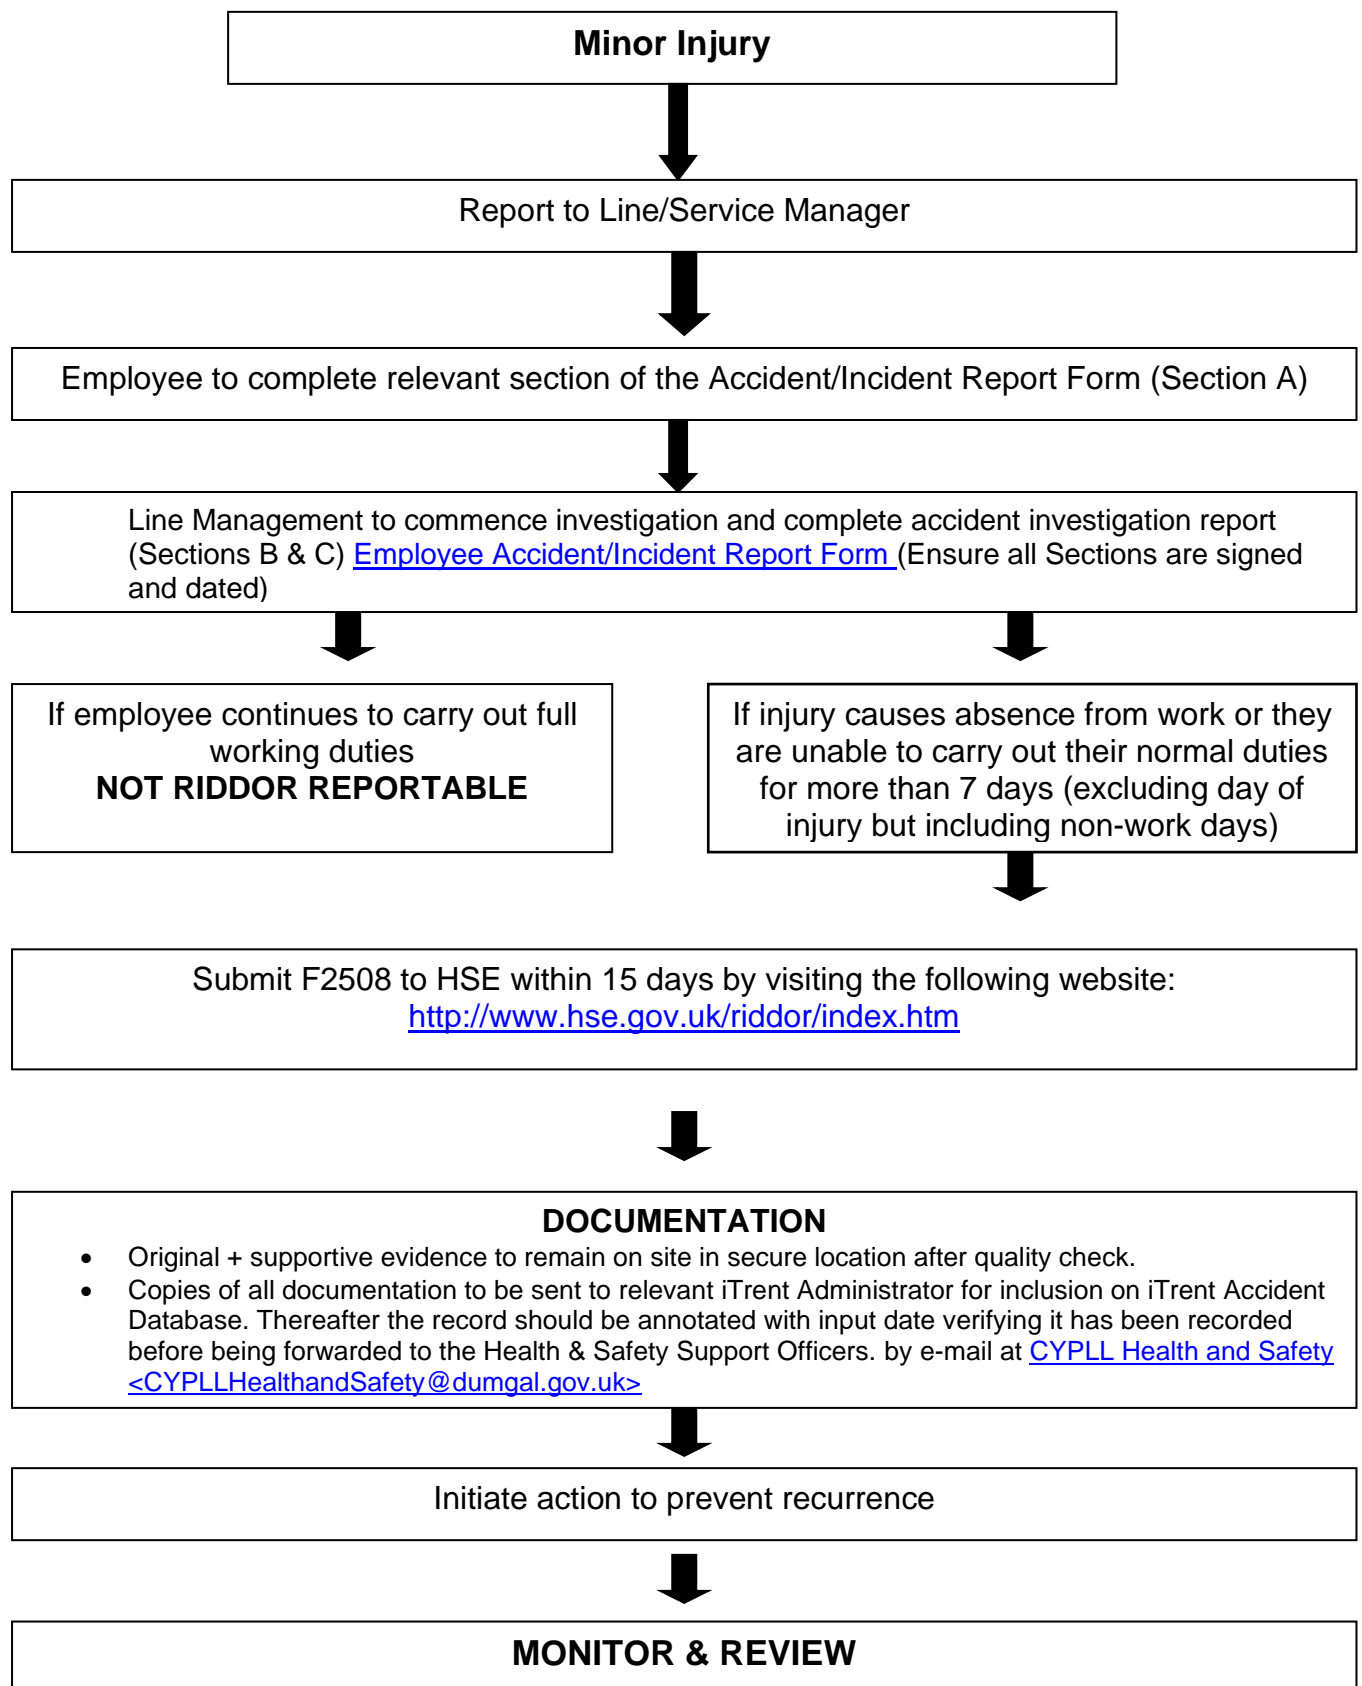 Minor Injury
Report to Line/Service Manager
Employee to complete relevant section of the Accident/Incident Report Form (Section A)
Line Management to commence investigation and complete accident investigation report
(Sections B & C) Employee Accident/Incident Report Form (Ensure all Sections are signed
and dated)
If employee continues to carry out full
working duties
NOT RIDDOR REPORTABLE
If injury causes absence from work or they
are unable to carry out their normal duties
for more than 7 days (excluding day of
injury but including non-work days)
Submit F2508 to HSE within 15 days by visiting the following website:
http://www.hse.gov.uk/riddor/index.htm
DOCUMENTATION
• Original + supportive evidence to remain on site in secure location after quality check.
• Copies of all documentation to be sent to relevant iTrent Administrator for inclusion on iTrent Accident
Database. Thereafter the record should be annotated with input date verifying it has been recorded
before being forwarded to the Health & Safety Support Officers. by e-mail at CYPLL Health and Safety
<CYPLLHealthandSafety@dumgal.gov.uk>
Initiate action to prevent recurrence
MONITOR & REVIEW